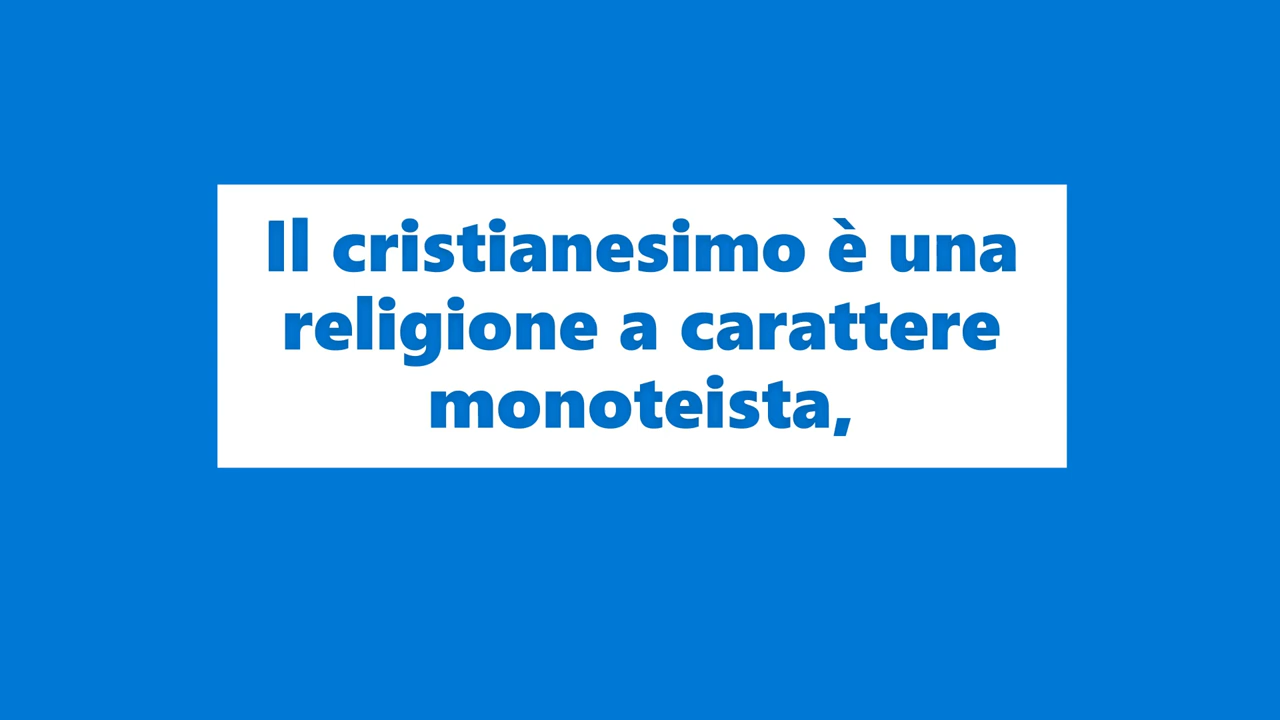 Il cristianesimo è una
religione a carattere
monoteista,